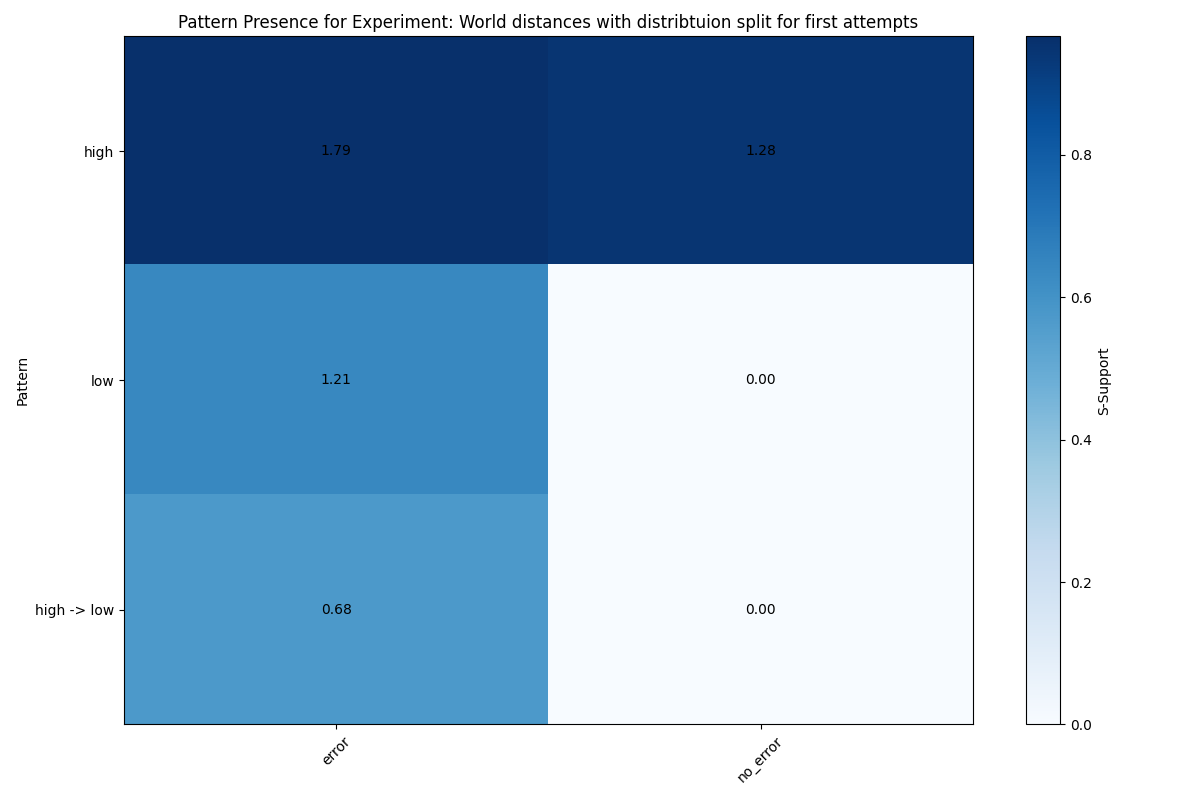 Pattern Presence for Experiment: World distances with distribtuion split for first attempts
Pattern
high
low
high -> low
1.79
1.28
1.21
0.00
0.68
0.00
error
no_error
0.8
0.6
0.4
0.2
0.0
S-Support